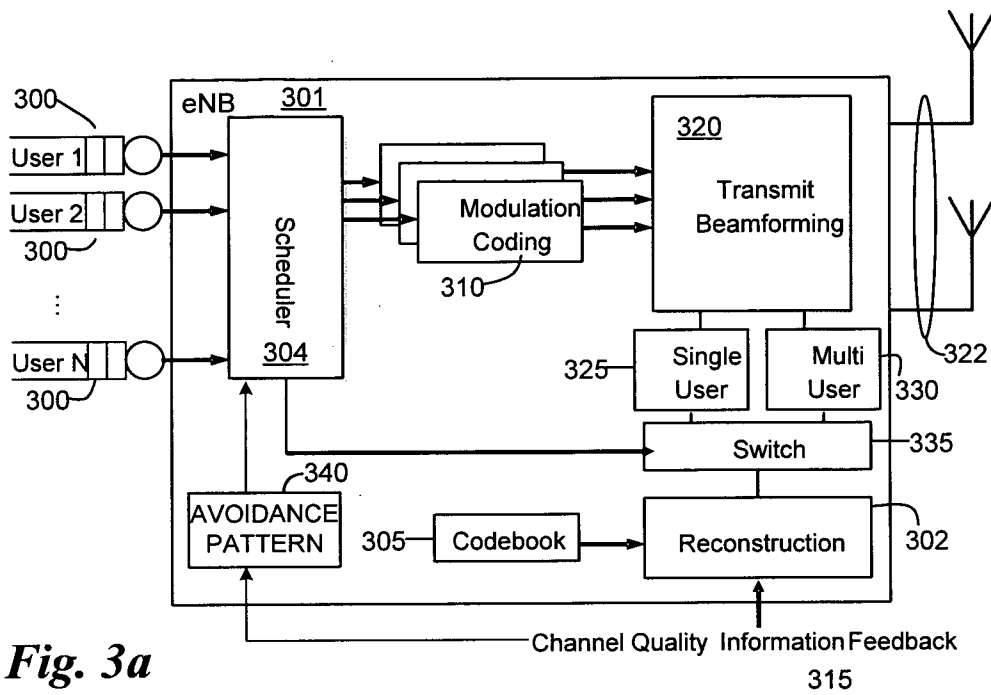 eNB
301
300
User 1
User 2
300
...
User N
300
Scheduler
304
Modulation
Coding
310
320
Transmit
Beamforming
322
325
Single
User
Multi
User
330
Switch
335
340
AVOIDANCE
PATTERN
305
Codebook
Reconstruction
302
Channel Quality Information Feedback
315
Fig. 3a